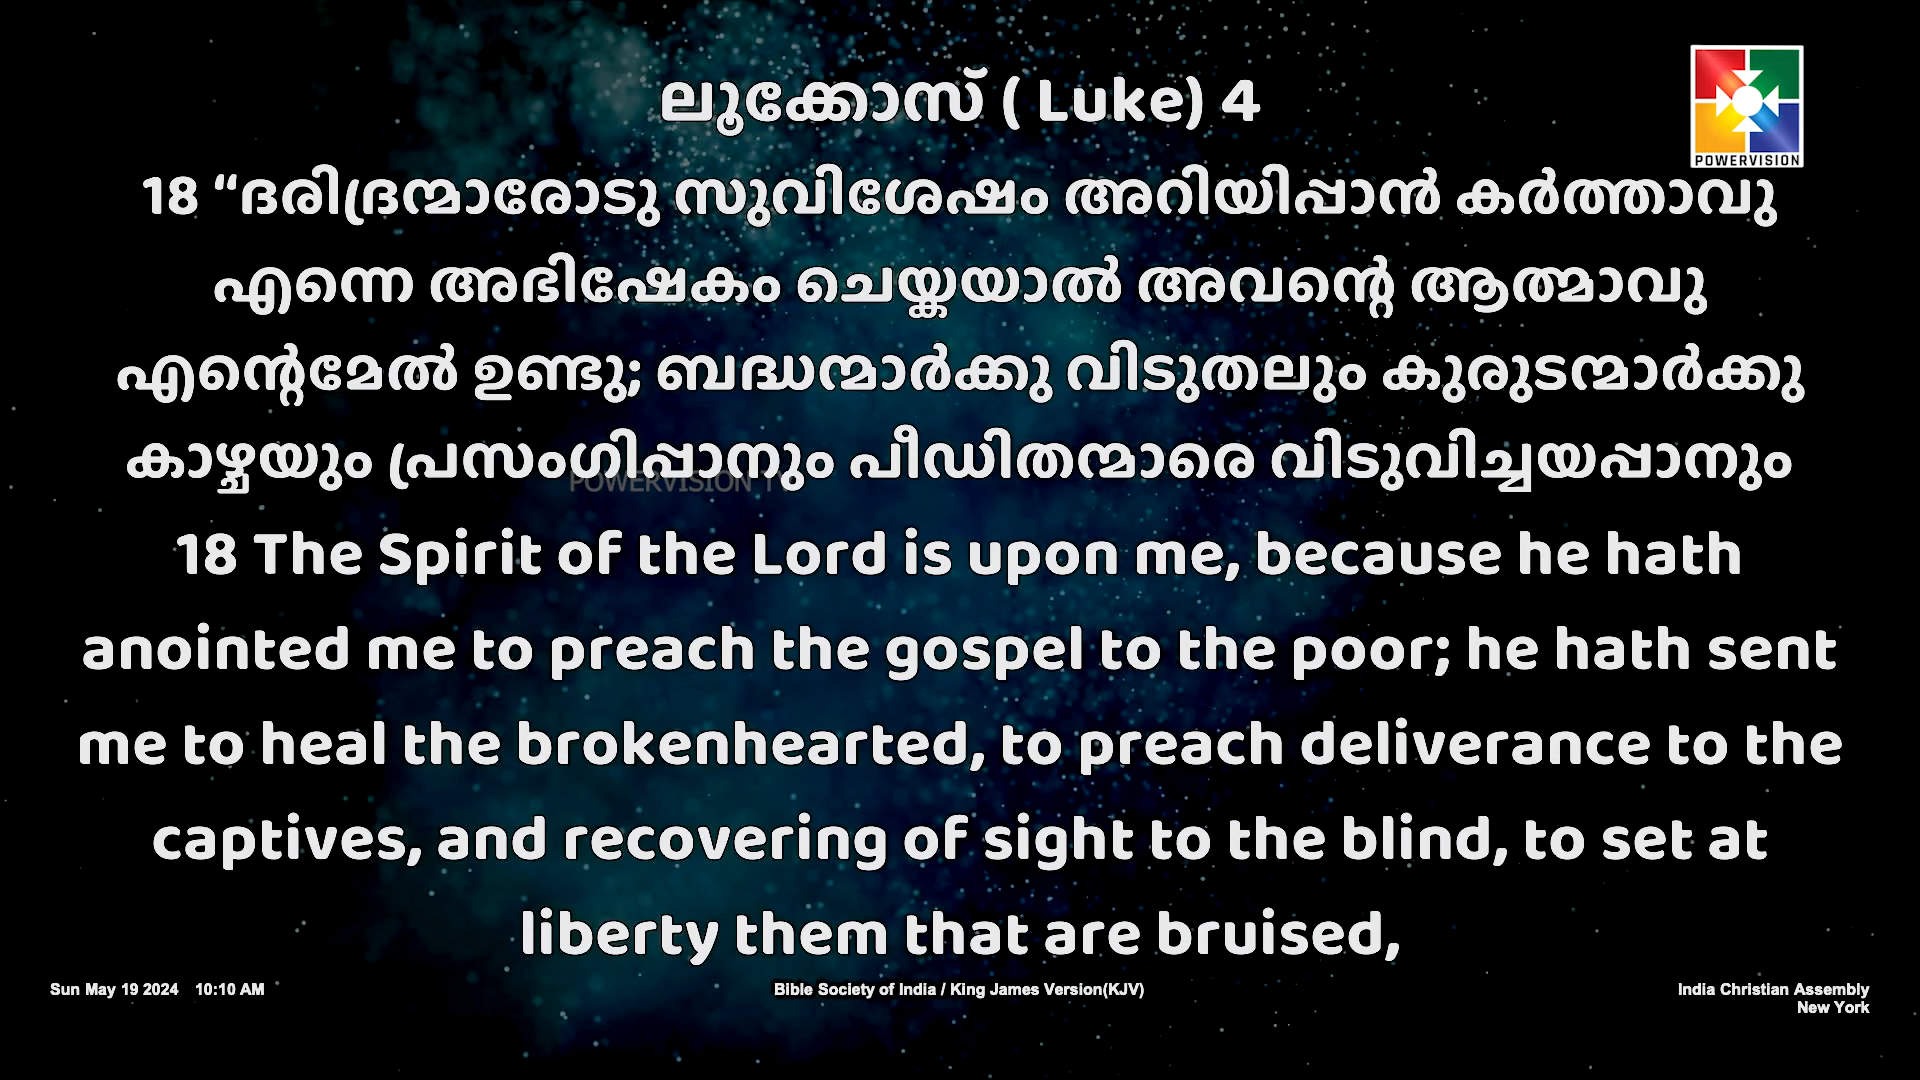 ലൂക്കോസ് ( Luke) 4
POWERVISION
18 “ദരിദ്രന്മാരോടു സുവിശേഷം അറിയിപ്പാൻ കർത്താവു
എന്നെ അഭിഷേകം ചെയ്കയാൽ അവന്റെ ആത്മാവു
എന്റെമേൽ ഉണ്ടു; ബദ്ധന്മാർക്കു വിടുതലും കുരുടന്മാർക്കു
കാഴ്ചയും പ്രസംഗിപ്പാനും പീഡിതന്മാരെ വിടുവിച്ചയപ്പാനും
POWERVISION TV
18 The Spirit of the Lord is upon me, because he hath
anointed me to preach the gospel to the poor; he hath sent
me to heal the brokenhearted, to preach deliverance to the
captives, and recovering of sight to the blind, to set at
liberty them that are bruised,
Sun May 19 2024 10:10 AM
Bible Society of India / King James Version(KJV)
India Christian Assembly
New York